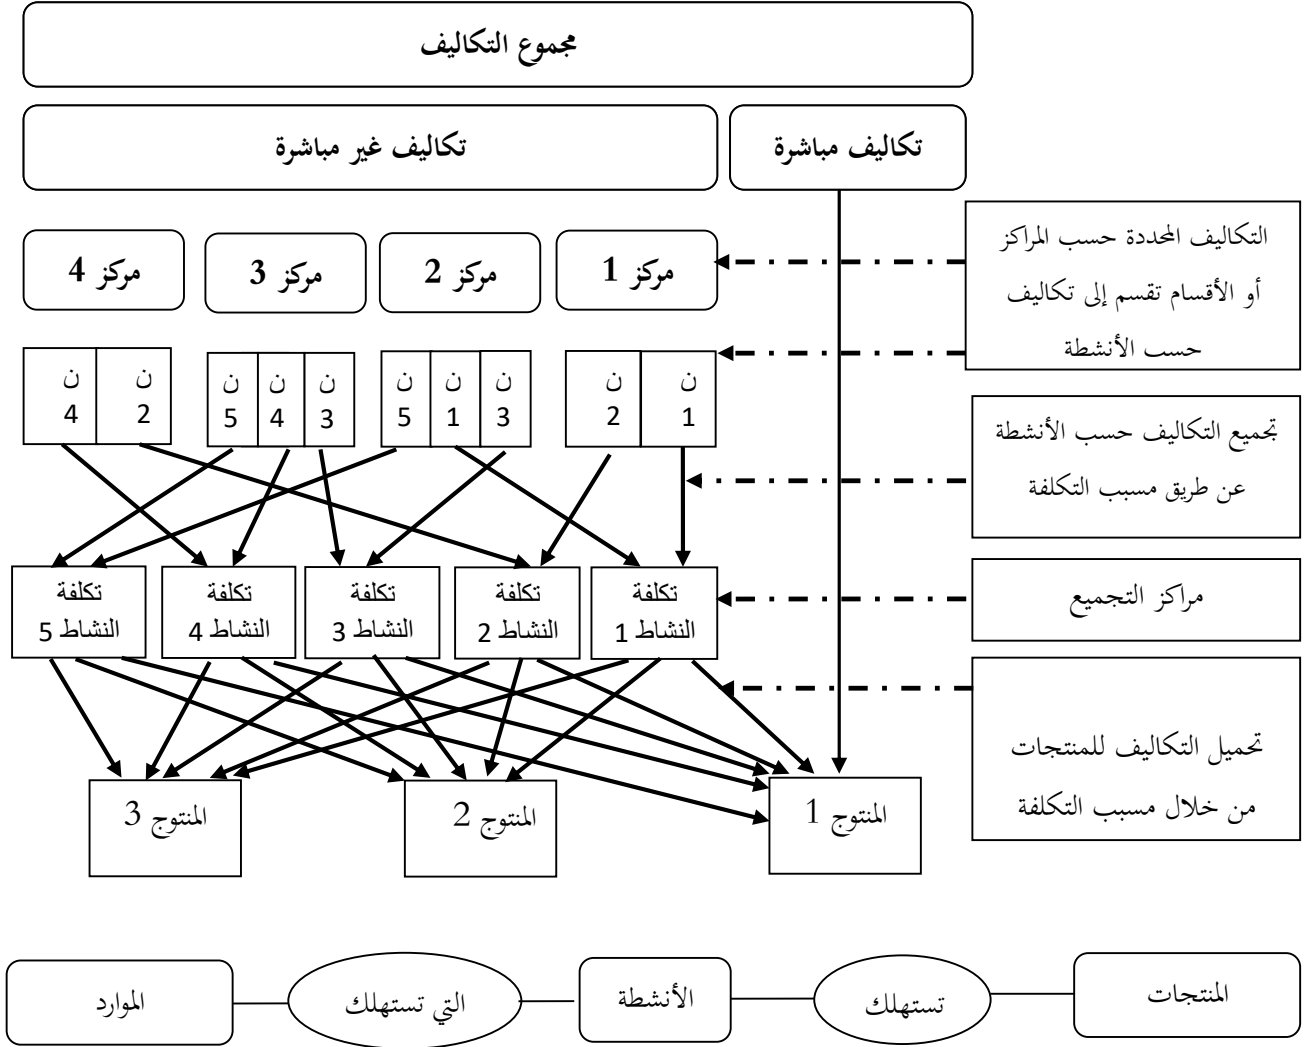 مجموع التكاليف
تكاليف مباشرة
تكاليف غير مباشرة
التكاليف المحددة حسب المراكز
أو الأقسام تقسم إلى تكاليف
حسب الأنشطة
مركز 1
مركز 2
مركز 3
مركز 4
ن
1
ن
2
ن
3
ن
1
ن
5
ن
3
ن
4
ن
5
ن
2
ن
4
تجميع التكاليف حسب الأنشطة
عن طريق مسبب التكلفة
مراكز التجميع
تكلفة
النشاط 1
تكلفة
النشاط 2
تكلفة
النشاط 3
تكلفة
النشاط 4
تكلفة
النشاط 5
تحميل التكاليف للمنتجات
من خلال مسبب التكلفة
المنتوج 1
المنتوج 2
المنتوج 3
المنتجات
تستهلك
الأنشطة
التي تستهلك
الموارد